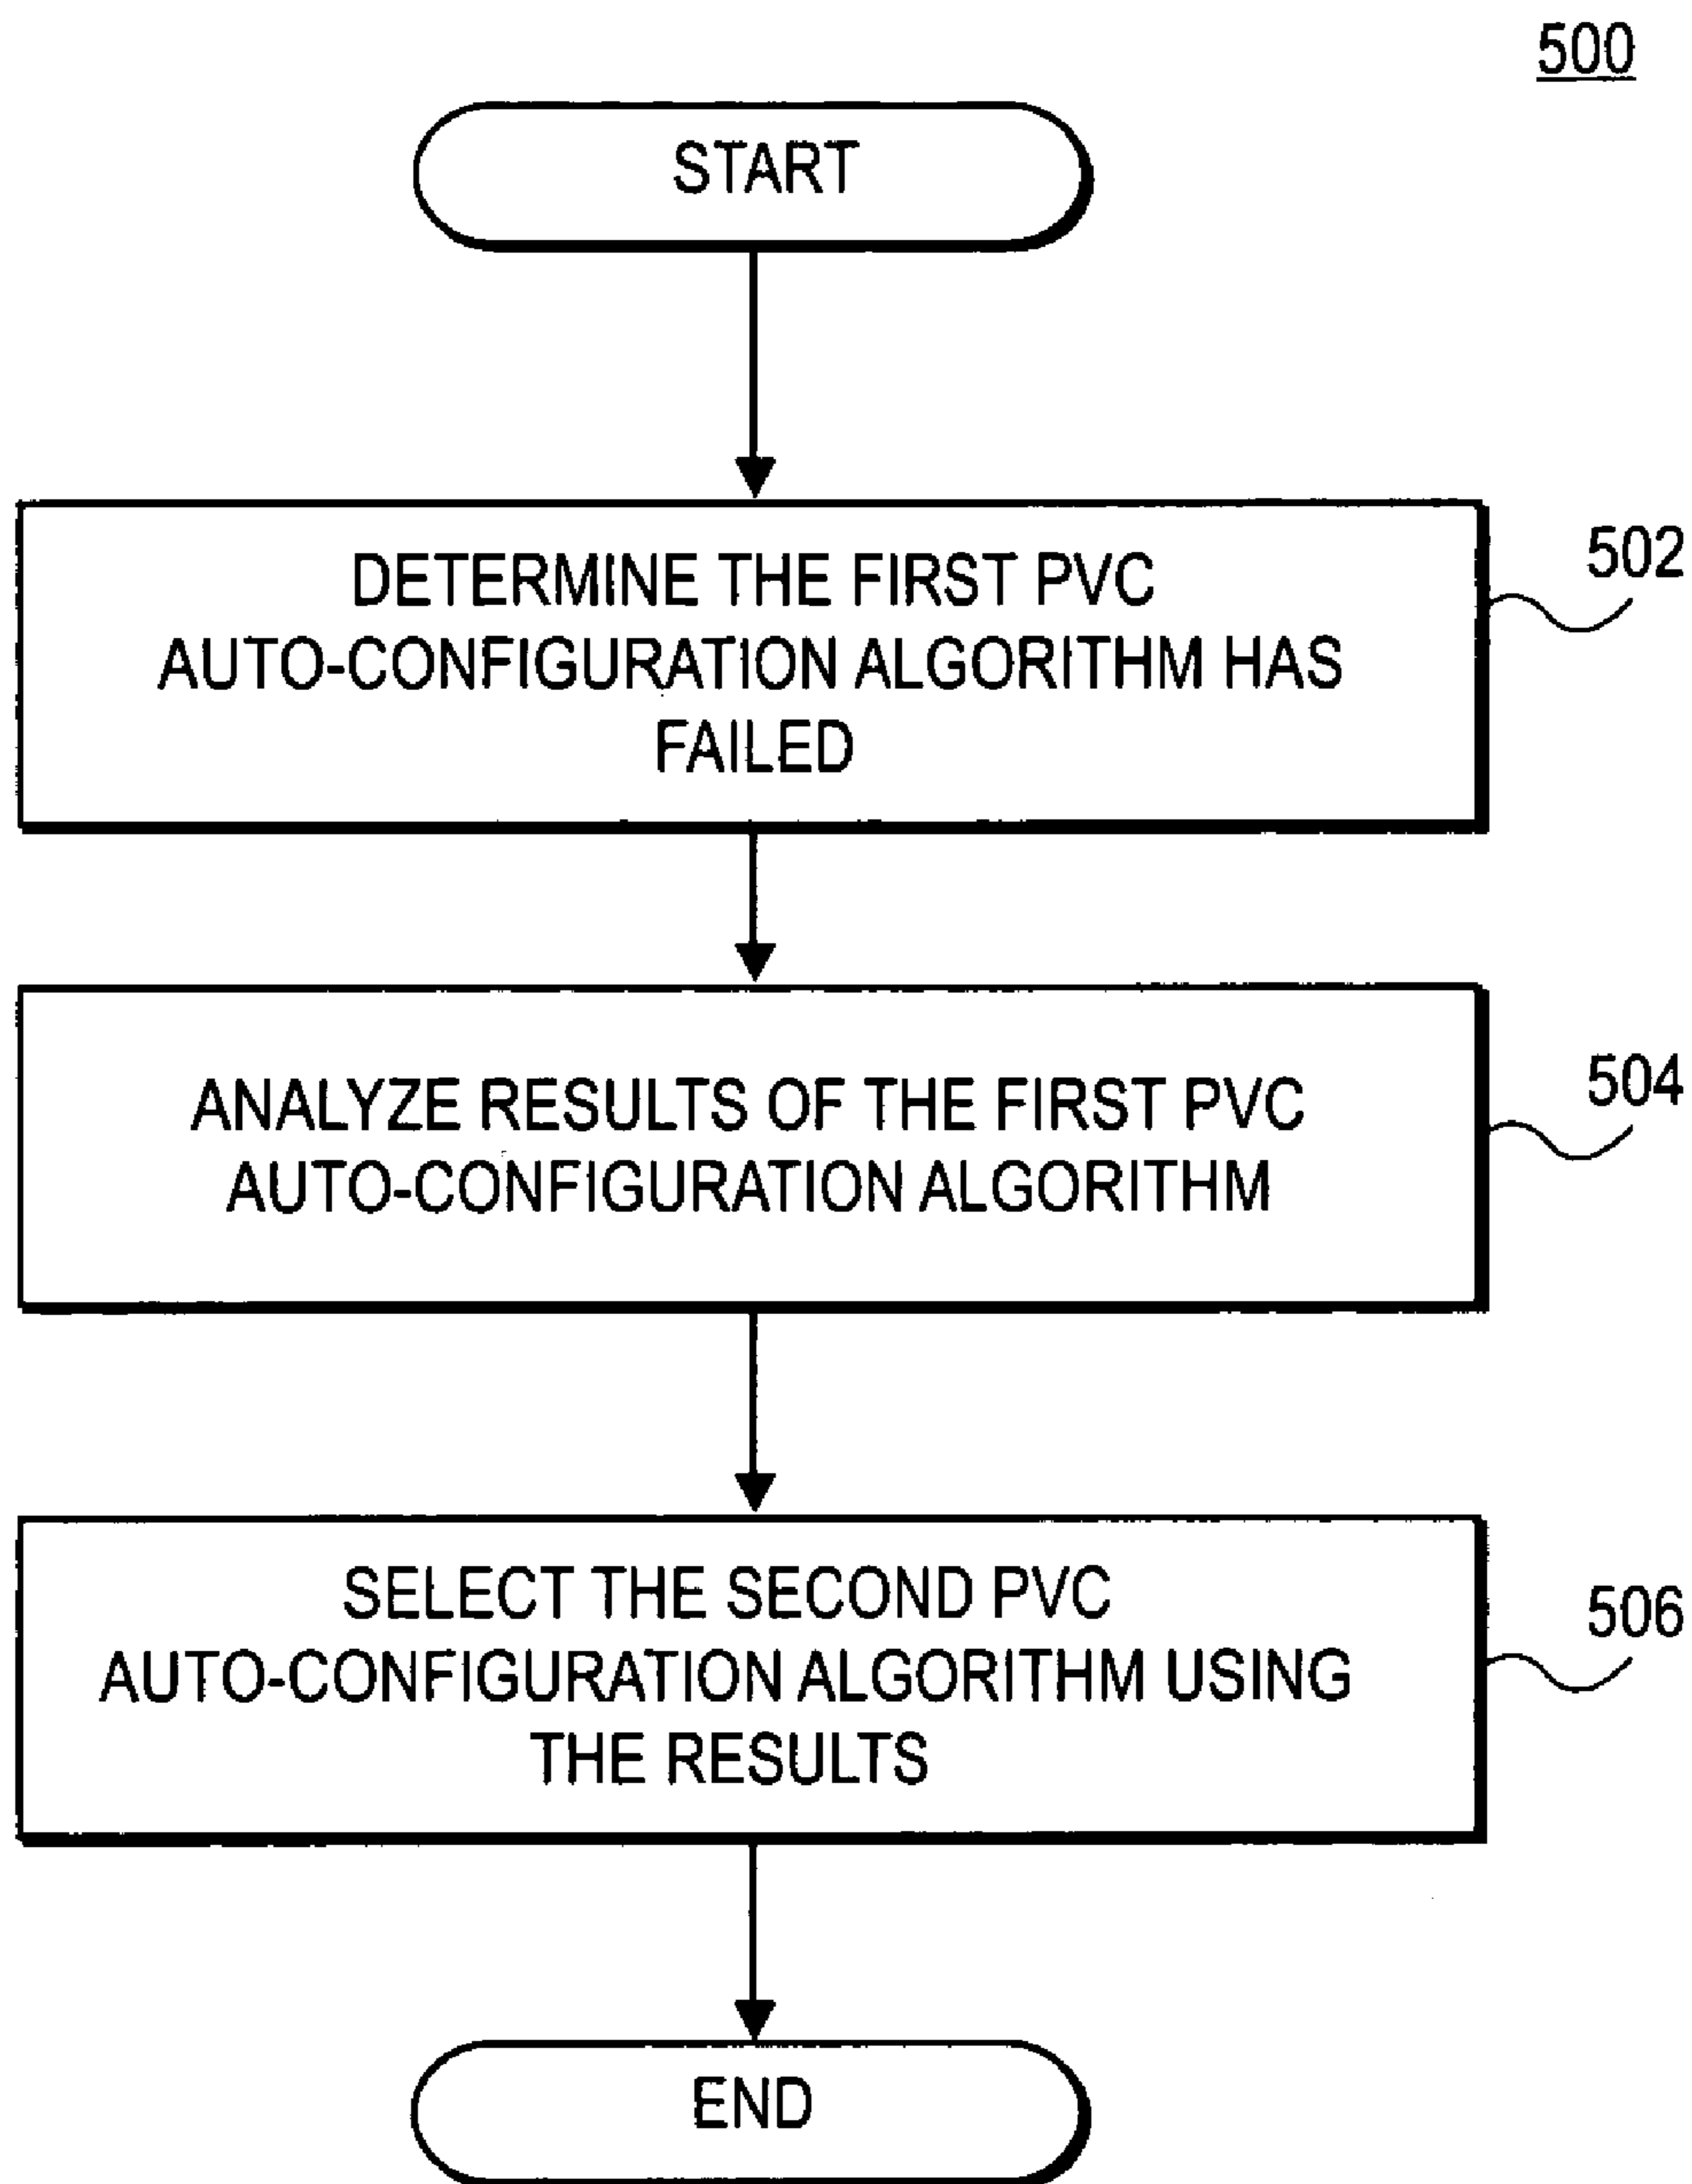 500
START
DETERMINE THE FIRST PVC
AUTO-CONFIGURATION ALGORITHM HAS
FAILED
502
ANALYZE RESULTS OF THE FIRST PVC
AUTO-CONFIGURATION ALGORITHM
504
SELECT THE SECOND PVC
AUTO-CONFIGURATION ALGORITHM USING
THE RESULTS
506
END